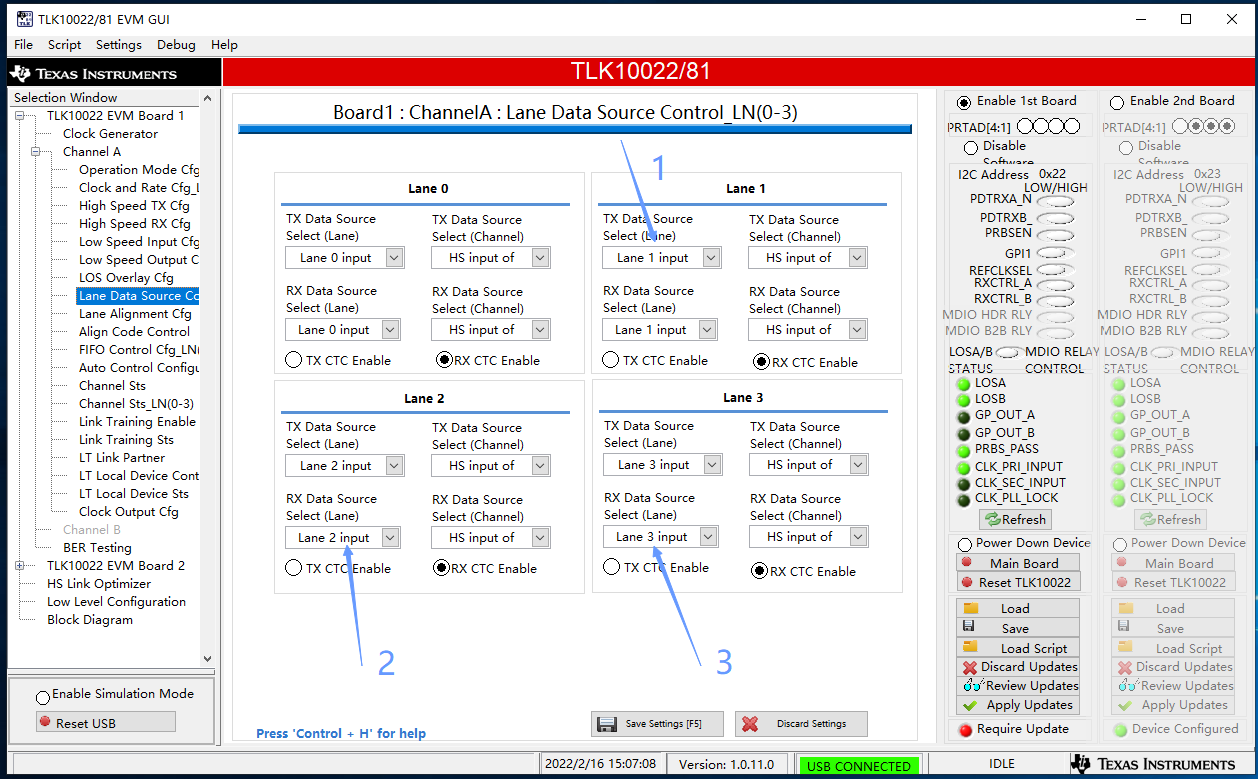 TLK10022/81 EVM GUI
File Script Settings Debug Help
TEXAS INSTRUMENTS
TLK10022/81
Selection Window
TLK10022 EVM Board 1
Clock Generator
Channel A
Operation Mode Cfg
Clock and Rate Cfg_L
High Speed TX Cfg
High Speed RX Cfg
Low Speed Input Cfg
Low Speed Output C
LOS Overlay Cfg
Lane Data Source Co
Lane Alignment Cfg
Align Code Control
FIFO Control Cfg_LN(
Auto Control Configu
Channel Sts
Channel Sts_LN(0-3)
Link Training Enable
Link Training Sts
LT Link Partner
LT Local Device Cont
LT Local Device Sts
Clock Output Cfg
Channel B
BER Testing
TLK10022 EVM Board 2
HS Link Optimizer
Low Level Configuration
Block Diagram
Enable Simulation Mode
Reset USB
Board1 : ChannelA : Lane Data Source Control_LN(0-3)
1
Lane 0
TX Data Source
Select (Lane)
TX Data Source
Select (Channel)
Lane 0 input
HS input of
RX Data Source
Select (Lane)
RX Data Source
Select (Channel)
Lane 0 input
HS input of
TX CTC Enable
RX CTC Enable
Lane 1
TX Data Source
Select (Lane)
TX Data Source
Select (Channel)
Lane 1 input
HS input of
RX Data Source
Select (Lane)
RX Data Source
Select (Channel)
Lane 1 input
HS input of
TX CTC Enable
RX CTC Enable
Lane 2
TX Data Source
Select (Lane)
TX Data Source
Select (Channel)
Lane 2 input
HS input of
RX Data Source
Select (Lane)
RX Data Source
Select (Channel)
Lane 2 input
HS input of
TX CTC Enable
RX CTC Enable
2
Lane 3
TX Data Source
Select (Lane)
TX Data Source
Select (Channel)
Lane 3 input
HS input of
RX Data Source
Select (Lane)
RX Data Source
Select (Channel)
Lane 3 input
HS input of
TX CTC Enable
RX CTC Enable
3
Press 'Control + H' for help
Save Settings [F5]
Discard Settings
Enable 1st Board
PRTAD[4:1]
Disable
Software
I2C Address 0x22
LOW/HIGH
PDTRXA_N
PDTRXB_
PRBSEN
GPI1
REFCLKSEL
RXCTRL_A
RXCTRL_B
MDIO HDR RLY
MDIO B2B RLY
LOSA/B MDIO RELAY
STATUS CONTROL
LOSA
LOSB
GP_OUT_A
GP_OUT_B
PRBS_PASS
CLK_PRI_INPUT
CLK_SEC_INPUT
CLK_PLL_LOCK
Refresh
Power Down Device
Main Board
Reset TLK10022
Load
Save
Load Script
Discard Updates
Review Updates
Apply Updates
Require Update
Enable 2nd Board
PRTAD[4:1]
Disable
Software
I2C Address 0x23
LOW/HIGH
PDTRXA_N
PDTRXB_
PRBSEN
GPI1
REFCLKSEL
RXCTRL_A
RXCTRL_B
MDIO HDR RLY
MDIO B2B RLY
LOSA/B MDIO RELAY
STATUS CONTROL
LOSA
LOSB
GP_OUT_A
GP_OUT_B
PRBS_PASS
CLK_PRI_INPUT
CLK_SEC_INPUT
CLK_PLL_LOCK
Refresh
Power Down Device
Main Board
Reset TLK10022
Load
Save
Load Script
Discard Updates
Review Updates
Apply Updates
Device Configured
2022/2/16 15:07:08 Version: 1.0.11.0 USB CONNECTED IDLE TEXAS INSTRUMENTS